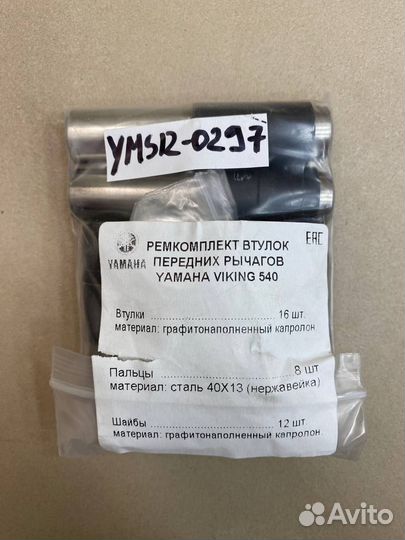 YMSR-0297
РЕМКОМПЛЕКТ ВТУЛОК
ПЕРЕДНИХ РЫЧАГОВ
YAMAHA VIKING 540
YAMAHA
EAC
Втулки 16 шт.
материал: графитонаполненный капролон
Пальцы 8 шт
материал: сталь 40Х13 (нержавейка)
Шайбы 12 шт
материал: графитонаполненный капролон.
Avito